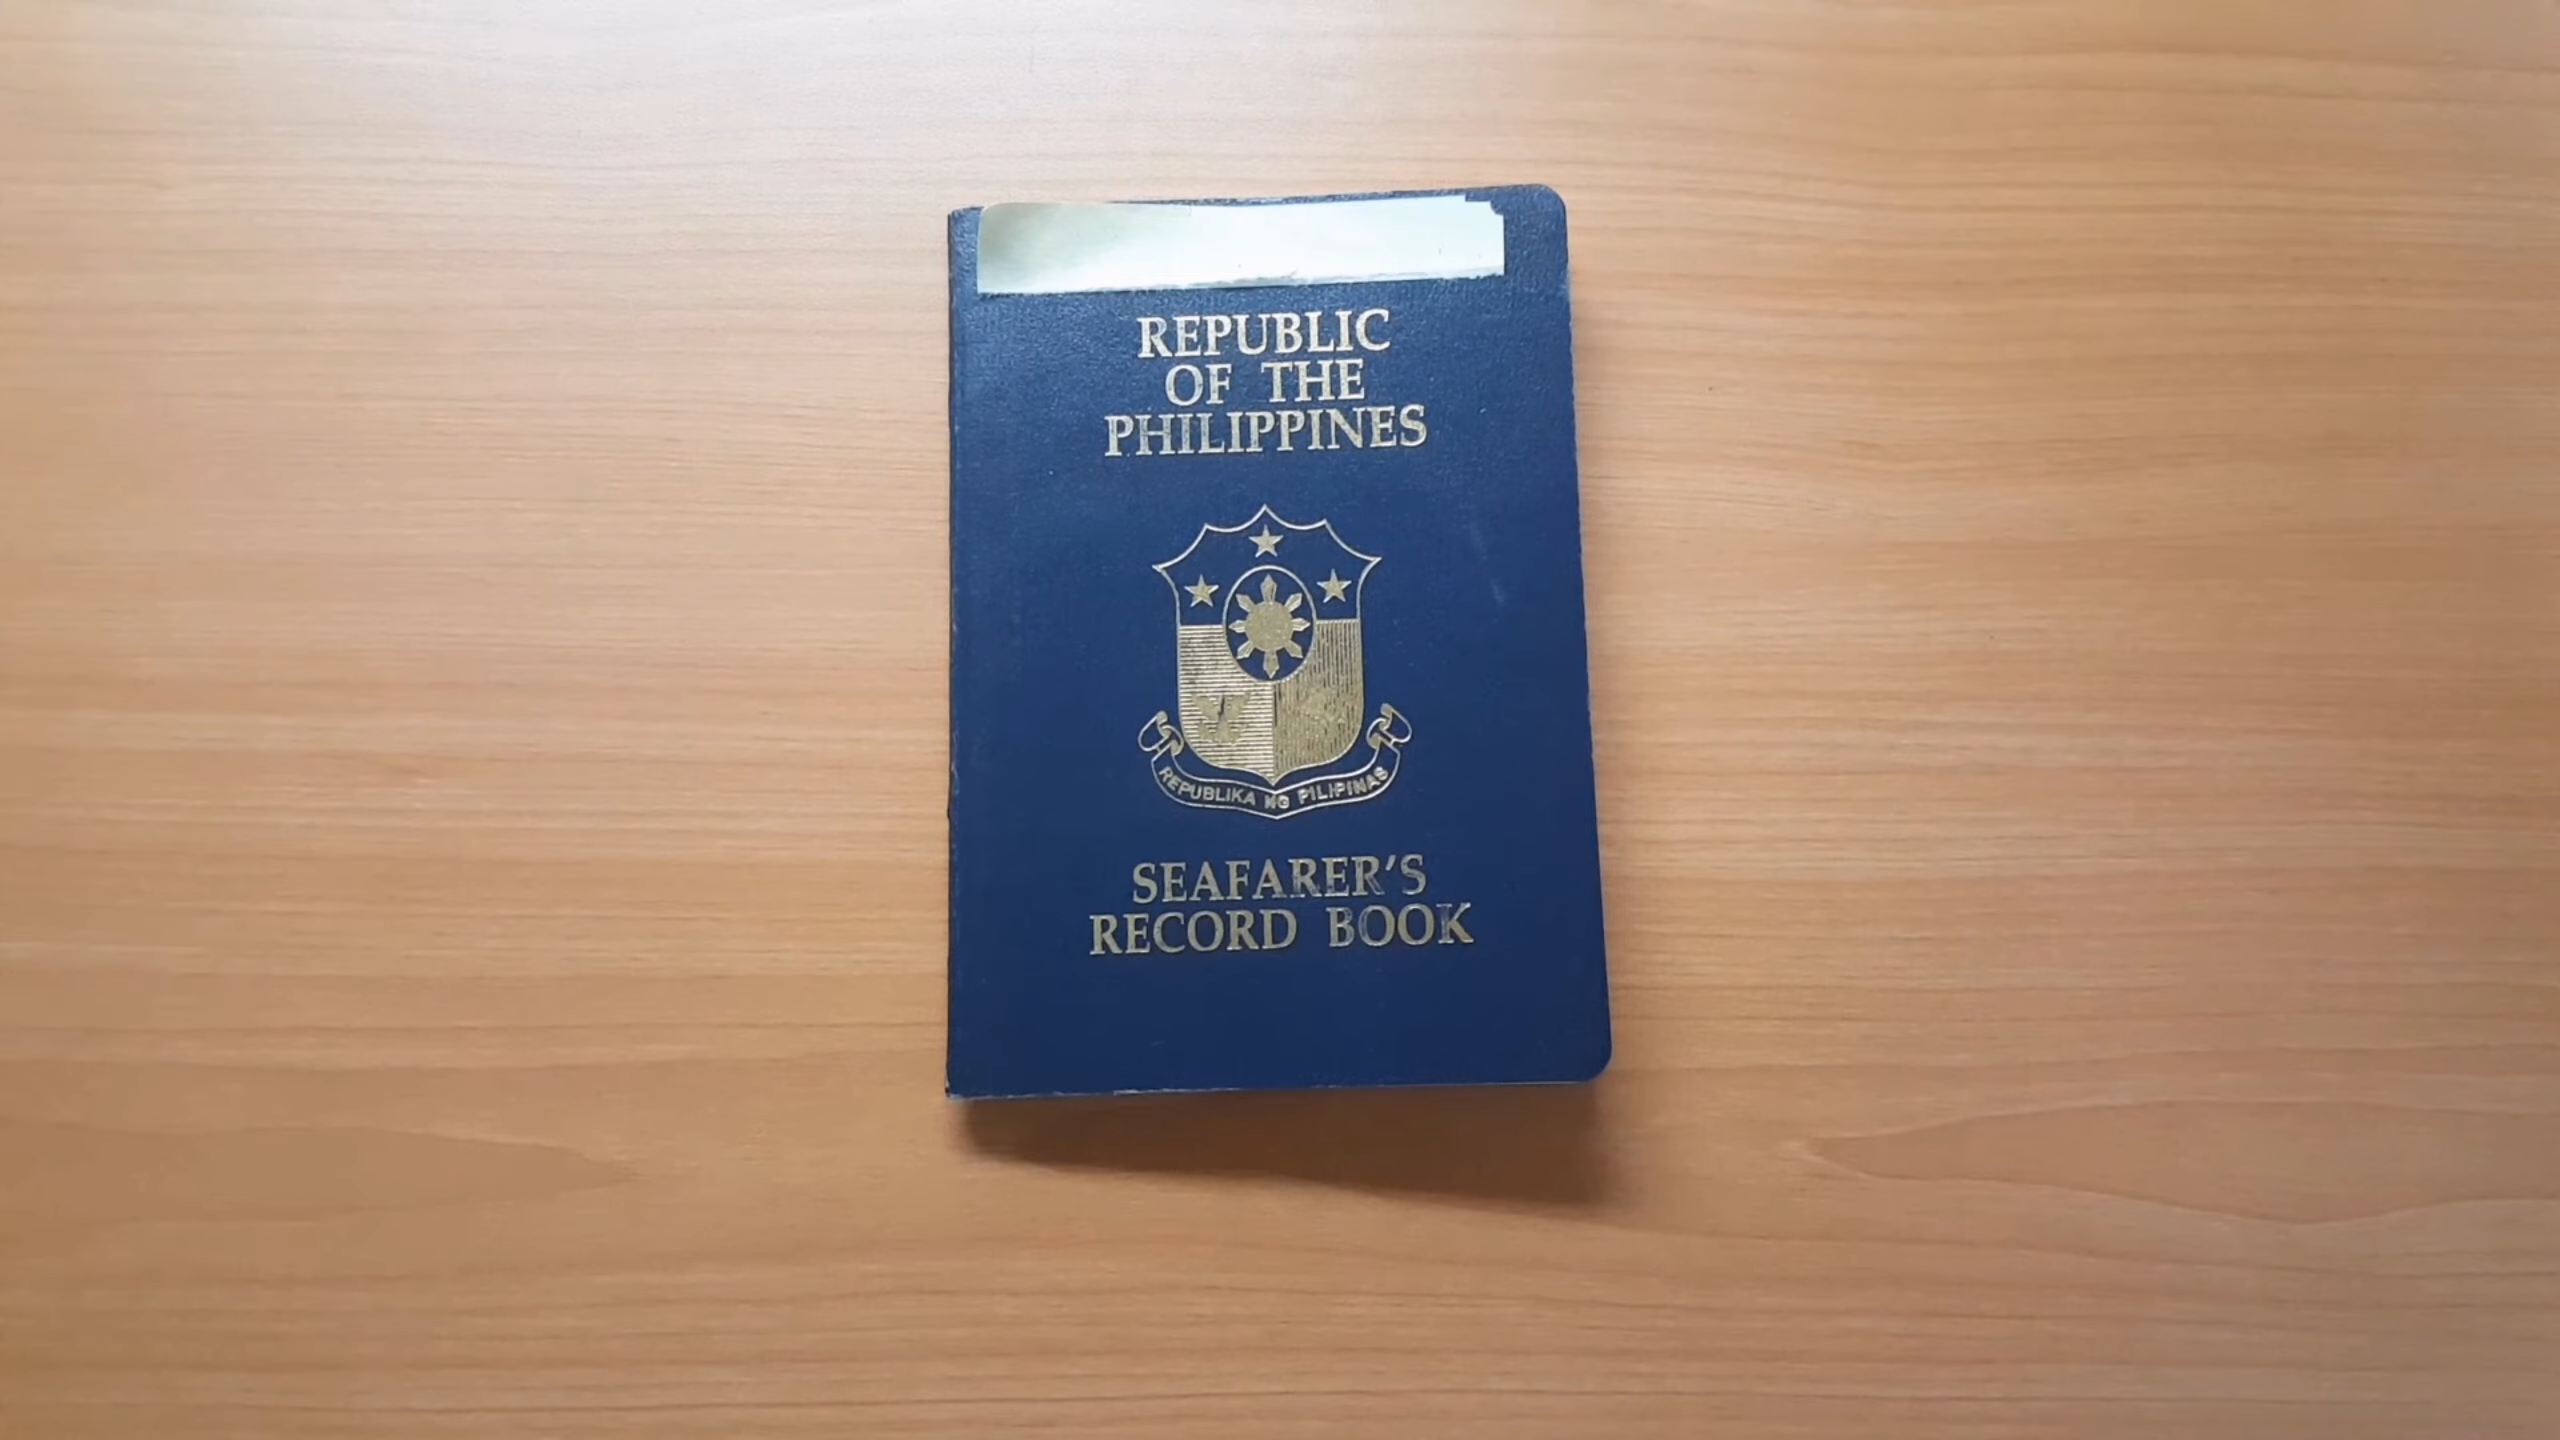 REPUBLIC
OF THE
PHILIPPINES
REPUBLIKA NG PILIPINAS
SEAFARER'S
RECORD BOOK